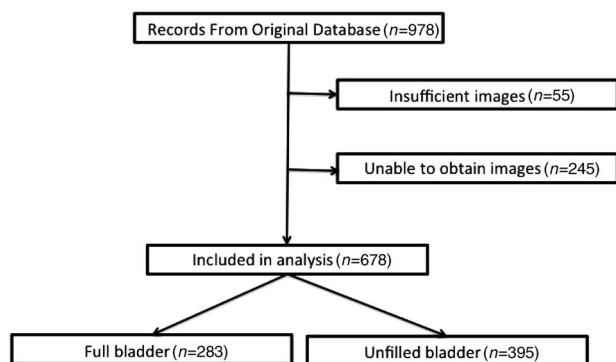 Records From Original Database (n=978)
Insufficient images (n=55)
Unable to obtain images (n=245)
Included in analysis (n=678)
Full bladder (n=283)
Unfilled bladder (n=395)